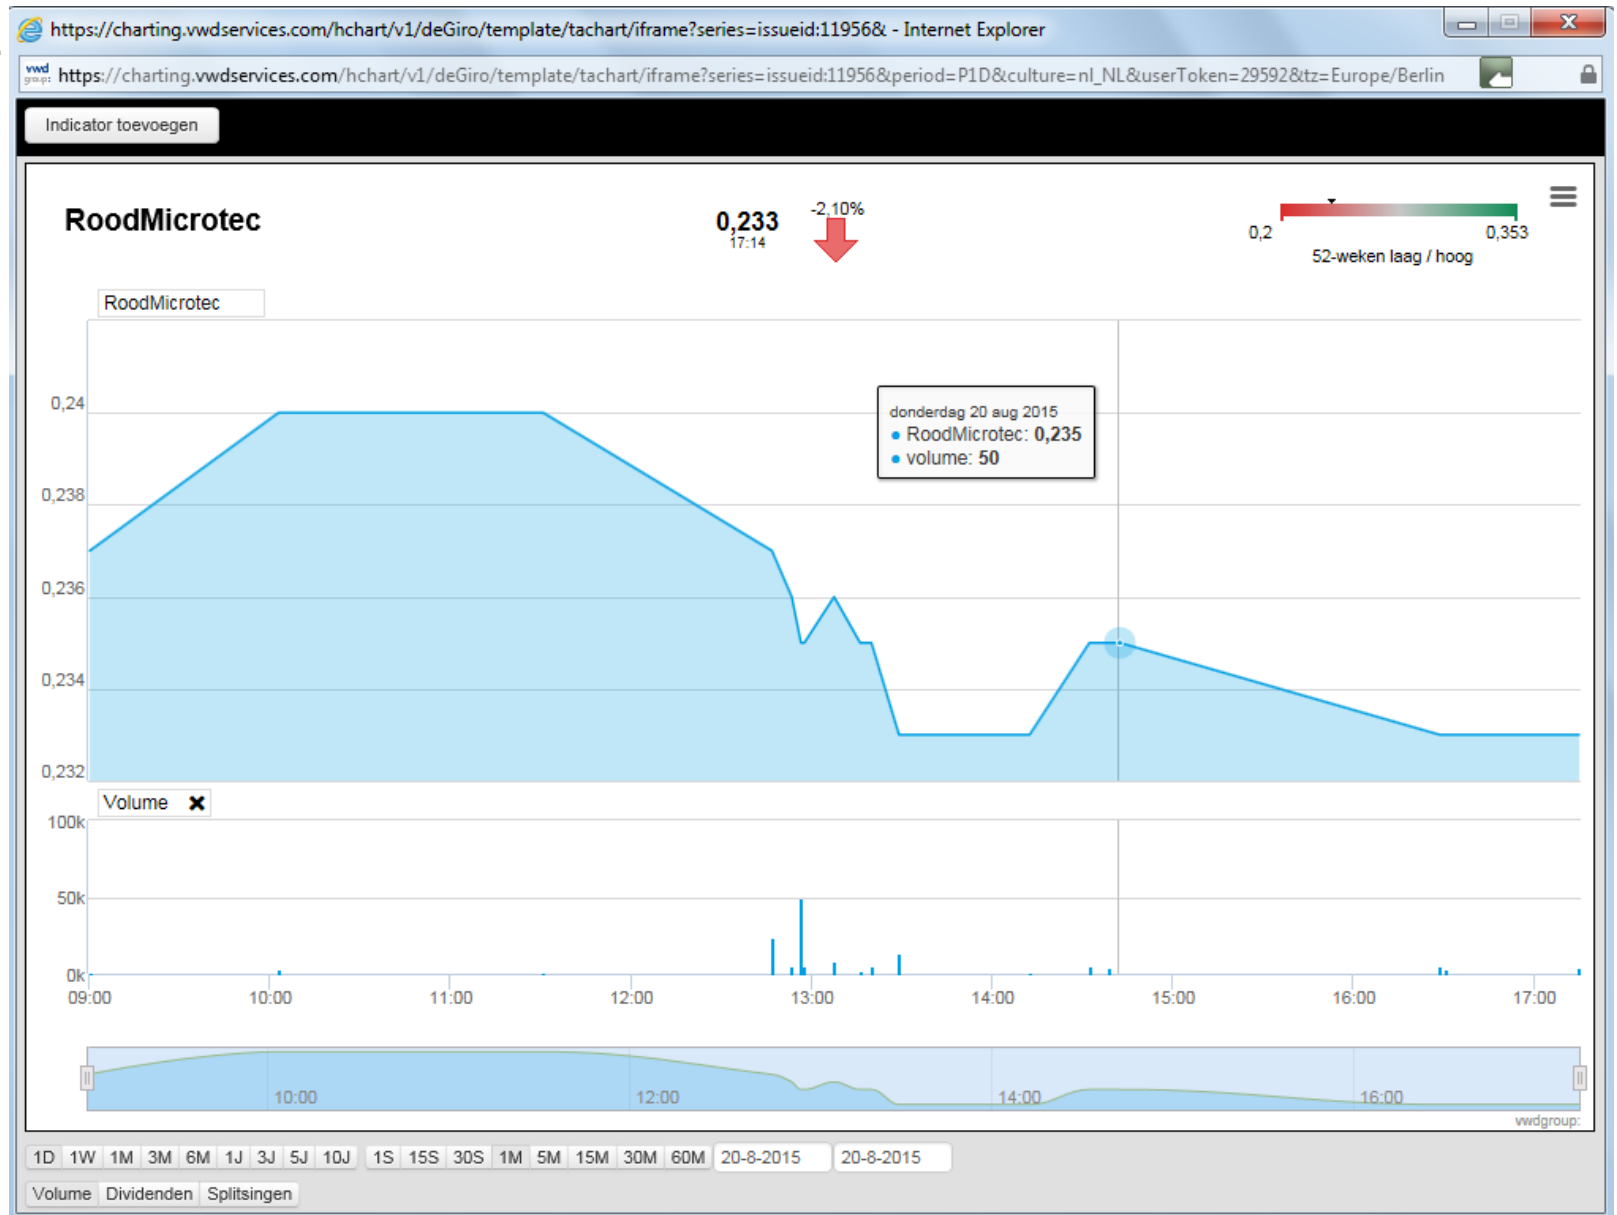 https://charting.vwdservices.com/hchart/v1/deGiro/template/tachart/iframe?series=issueid:11956& - Internet Explorer
vwd group: https://charting.vwdservices.com/hchart/v1/deGiro/template/tachart/iframe?series=issueid:11956&period=P1D&culture=nl_NL&userToken=29592&tz=Europe/Berlin
Indicator toevoegen
RoodMicrotec
0,233
17:14
-2,10%
0,2 0,353
52-weken laag / hoog
RoodMicrotec
0,24
0,238
0,236
0,234
0,232
donderdag 20 aug 2015
RoodMicrotec: 0,235
volume: 50
Volume
100k
50k
0k
09:00 10:00 11:00 12:00 13:00 14:00 15:00 16:00 17:00
10:00 12:00 14:00 16:00
vwdgroup:
1D 1W 1M 3M 6M 1J 3J 5J 10J 1S 15S 30S 1M 5M 15M 30M 60M 20-8-2015 20-8-2015
Volume Dividenden Splitsingen